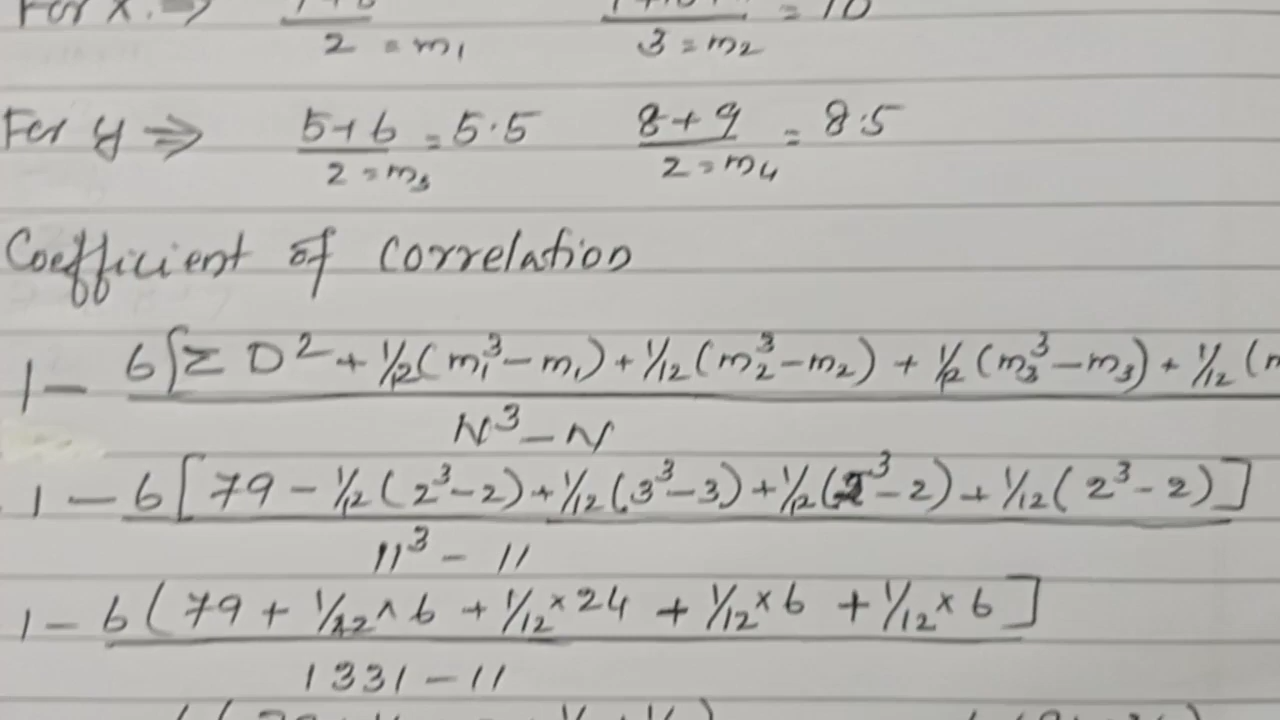 For X. ⇒ 2 = m₁ 3 = m₂ = 10
For y ⇒ 5+6/2 = m₃ = 5.5 8+9/2 = m₄ = 8.5
Coefficient of Correlation
1 - 6[Σ D² + 1/12(m₁³ - m₁) + 1/12(m₂³ - m₂) + 1/12(m₃³ - m₃) + 1/12(
N³ - N
1 - 6[79 - 1/12(2³ - 2) + 1/12(3³ - 3) + 1/12(2³ - 2) + 1/12(2³ - 2)]
11³ - 11
1 - 6(79 + 1/12 × 6 + 1/12 × 24 + 1/12 × 6 + 1/12 × 6]
1331 - 11